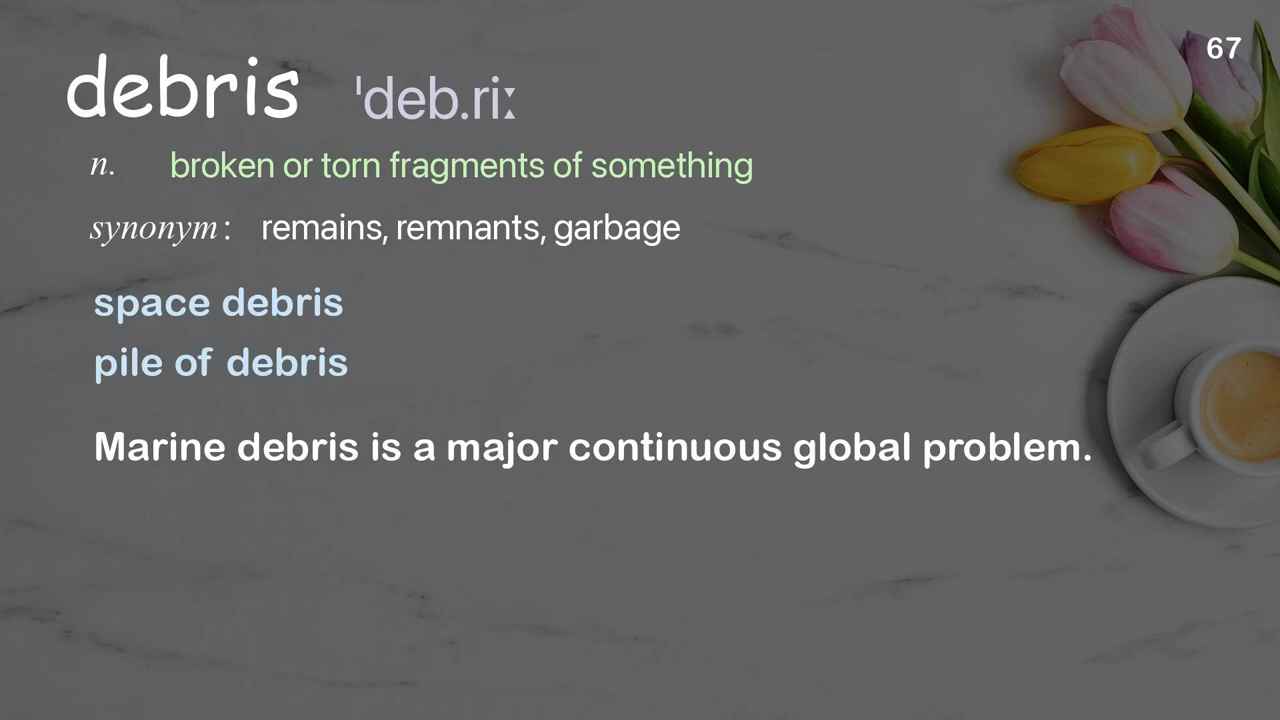 67
debris ˈdeb.riː
n. broken or torn fragments of something
synonym: remains, remnants, garbage
space debris
pile of debris
Marine debris is a major continuous global problem.